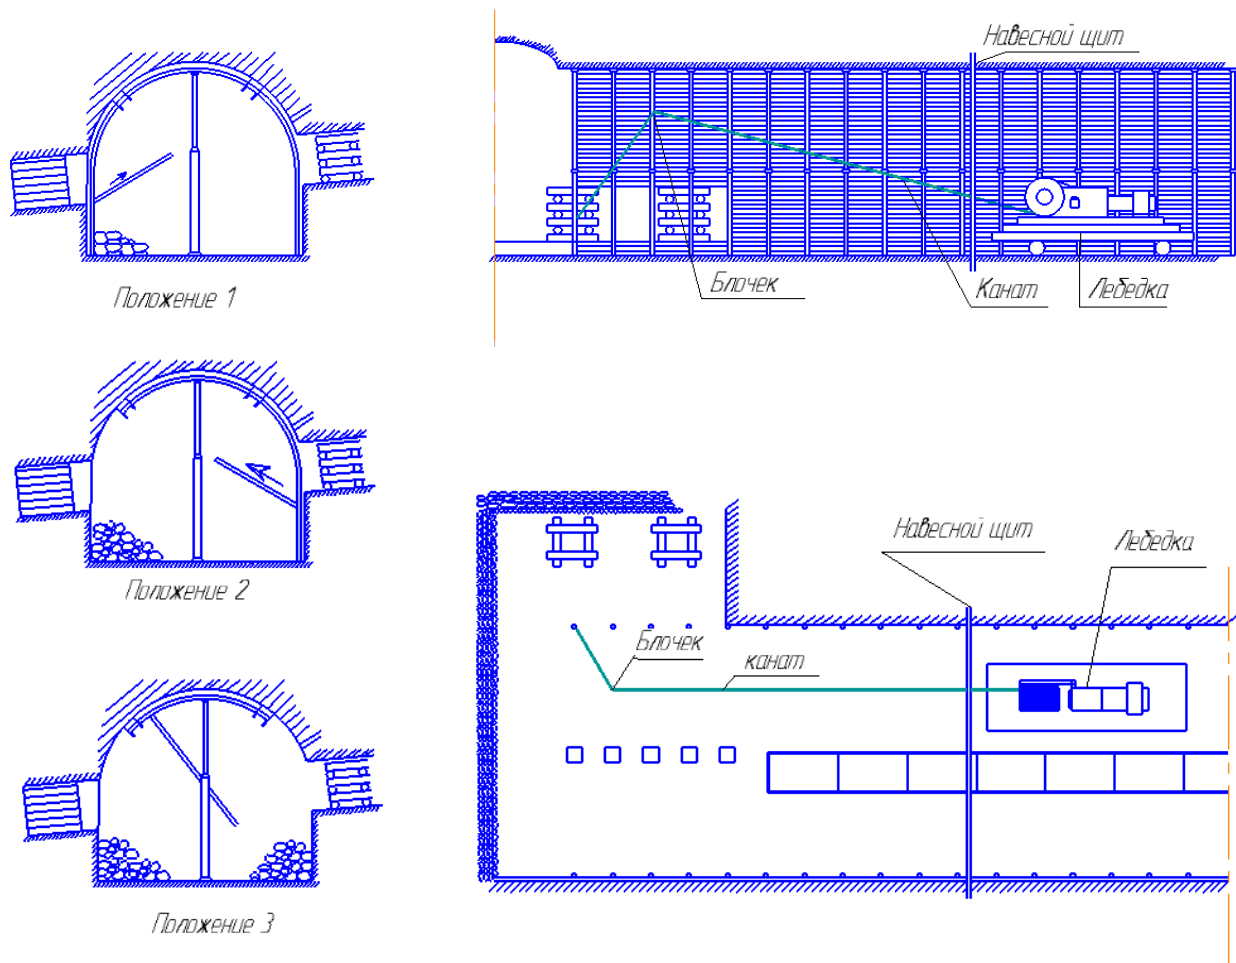 Навесной щит
Блочек
Канат
Лебедка
Положение 1
Положение 2
Навесной щит
Лебедка
Блочек
канат
Положение 3